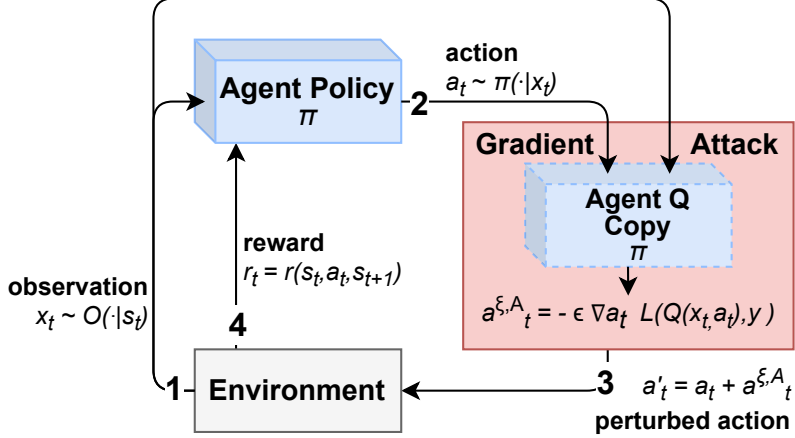 action
a_t ~ π(·|x_t)
Agent Policy
π
2
Gradient Attack
Agent Q
Copy
π
reward
r_t = r(s_t,a_t,s_{t+1})
observation
x_t ~ O(·|s_t)
a^{ξ,A}_t = - ϵ ∇a_t L(Q(x_t,a_t),y )
4
1
Environment
3
a'_t = a_t + a^{ξ,A}_t
perturbed action